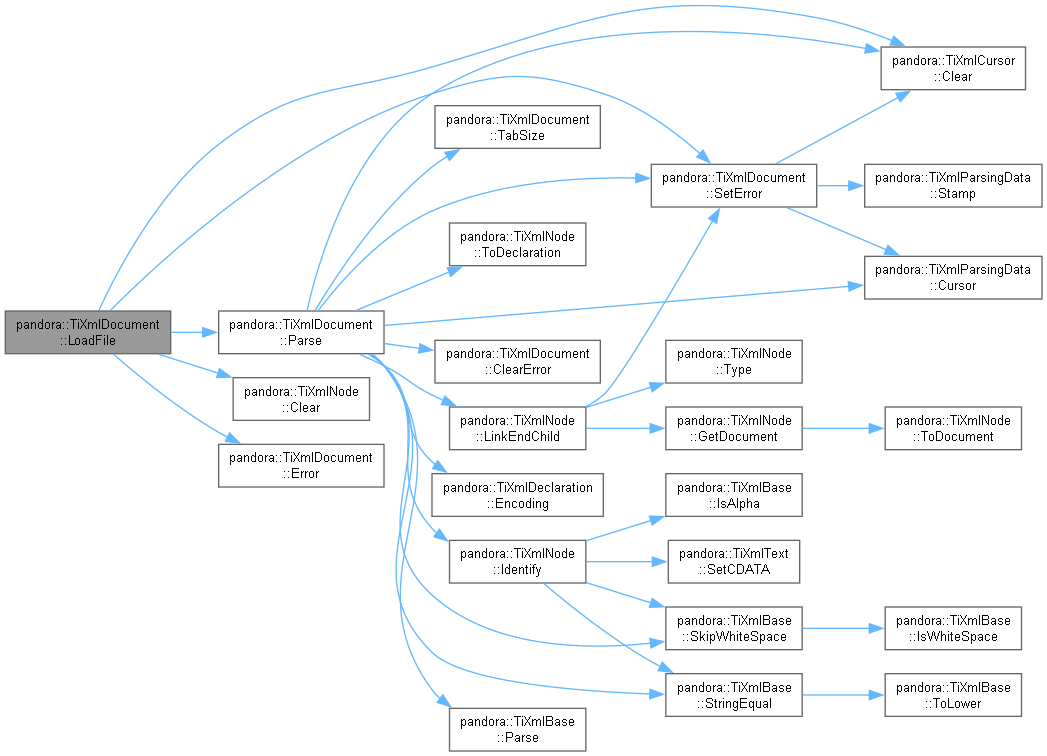 pandora::TiXmlDocument
::LoadFile
pandora::TiXmlDocument
::Parse
pandora::TiXmlNode
::Clear
pandora::TiXmlDocument
::Error
pandora::TiXmlDocument
::TabSize
pandora::TiXmlNode
::ToDeclaration
pandora::TiXmlDocument
::ClearError
pandora::TiXmlNode
::LinkEndChild
pandora::TiXmlDeclaration
::Encoding
pandora::TiXmlNode
::Identify
pandora::TiXmlBase
::Parse
pandora::TiXmlDocument
::SetError
pandora::TiXmlNode
::Type
pandora::TiXmlNode
::GetDocument
pandora::TiXmlBase
::IsAlpha
pandora::TiXmlText
::SetCDATA
pandora::TiXmlBase
::SkipWhiteSpace
pandora::TiXmlBase
::StringEqual
pandora::TiXmlCursor
::Clear
pandora::TiXmlParsingData
::Stamp
pandora::TiXmlParsingData
::Cursor
pandora::TiXmlNode
::ToDocument
pandora::TiXmlBase
::IsWhiteSpace
pandora::TiXmlBase
::ToLower